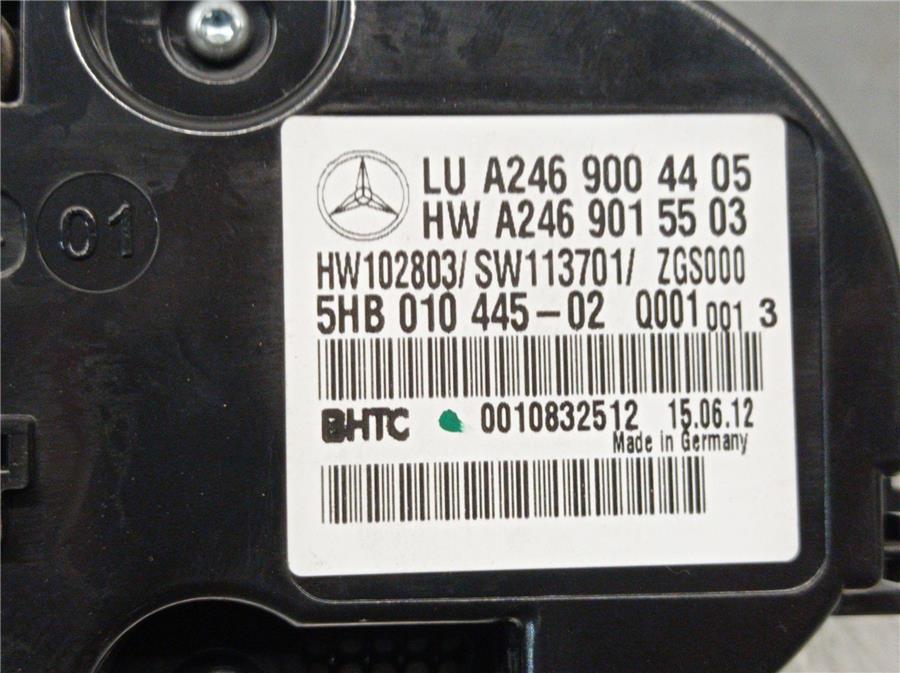 01
LU A246 900 44 05
HW A246 901 55 03
HW102803/ SW113701/ ZGS000
5HB 010 445-02 Q001 001 3
BHTC 0010832512 15.06.12
Made in Germany